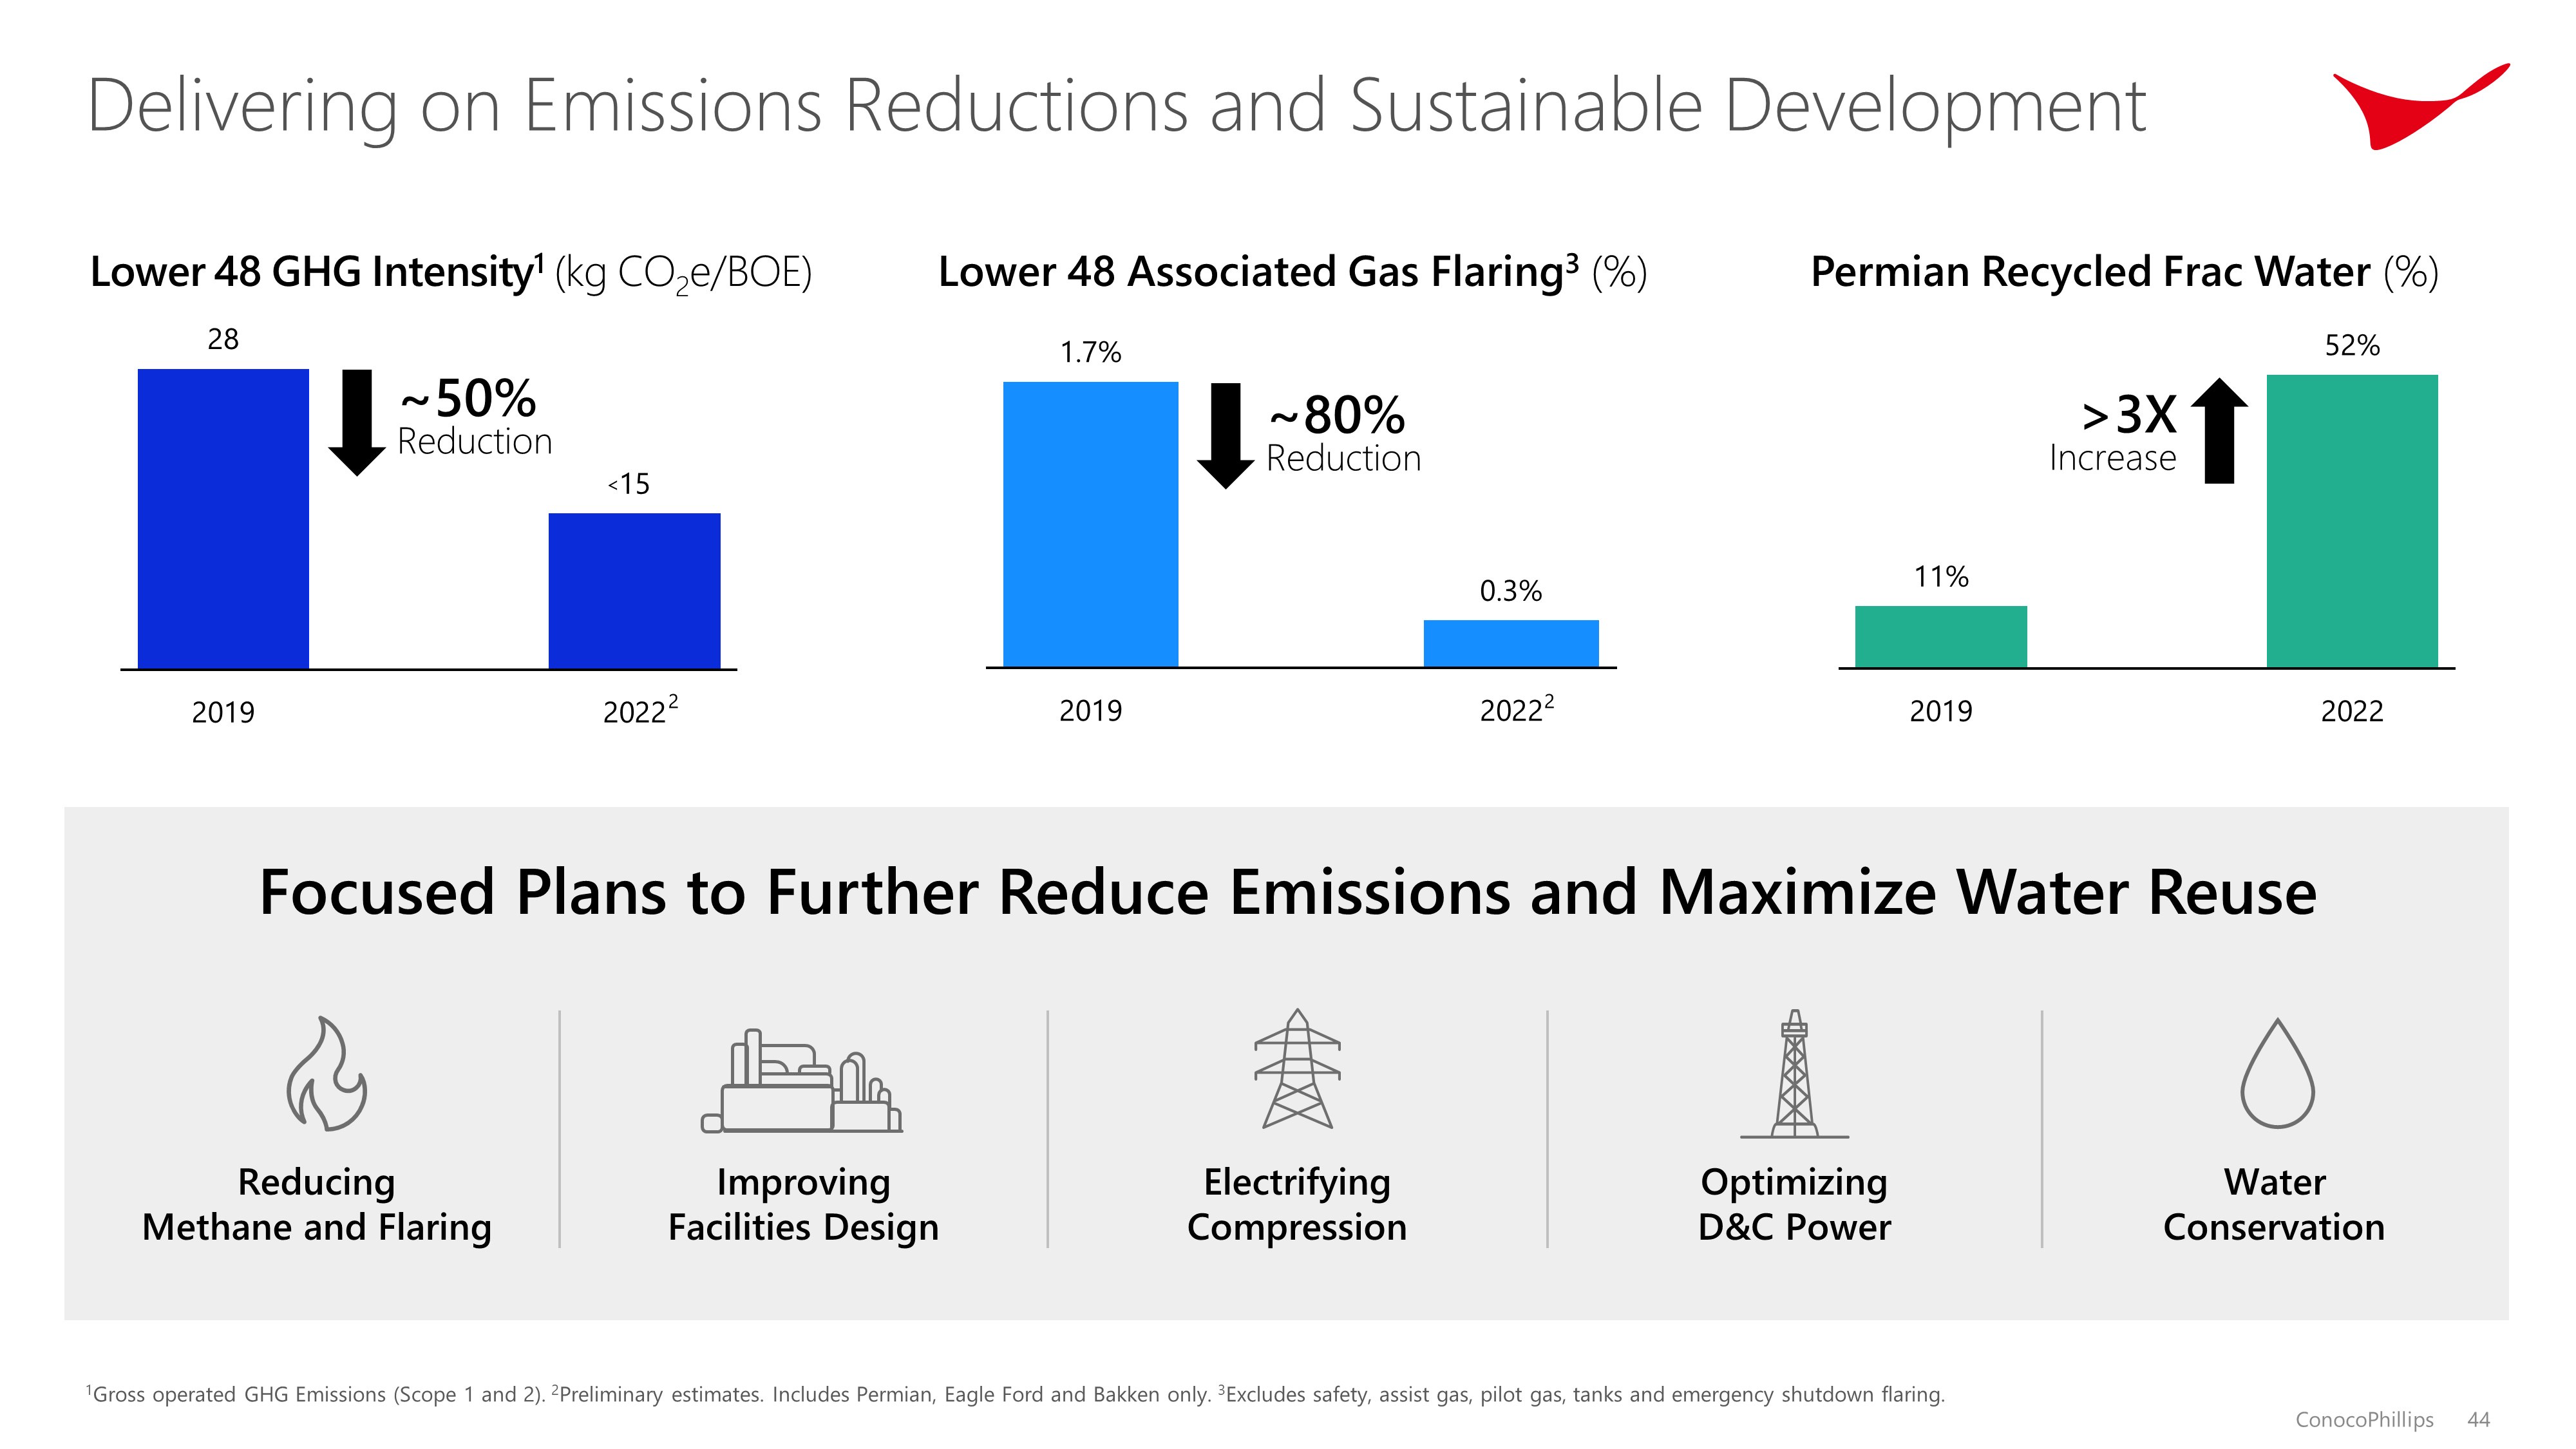 Delivering on Emissions Reductions and Sustainable Development
Lower 48 GHG Intensity¹ (kg CO₂e/BOE)
28
~50%
Reduction
<15
2019
2022²
Lower 48 Associated Gas Flaring³ (%)
1.7%
~80%
Reduction
0.3%
2019
2022²
Permian Recycled Frac Water (%)
52%
>3X
Increase
11%
2019
2022
Focused Plans to Further Reduce Emissions and Maximize Water Reuse
Reducing
Methane and Flaring
Improving
Facilities Design
Electrifying
Compression
Optimizing
D&C Power
Water
Conservation
¹Gross operated GHG Emissions (Scope 1 and 2). ²Preliminary estimates. Includes Permian, Eagle Ford and Bakken only. ³Excludes safety, assist gas, pilot gas, tanks and emergency shutdown flaring.
ConocoPhillips 44